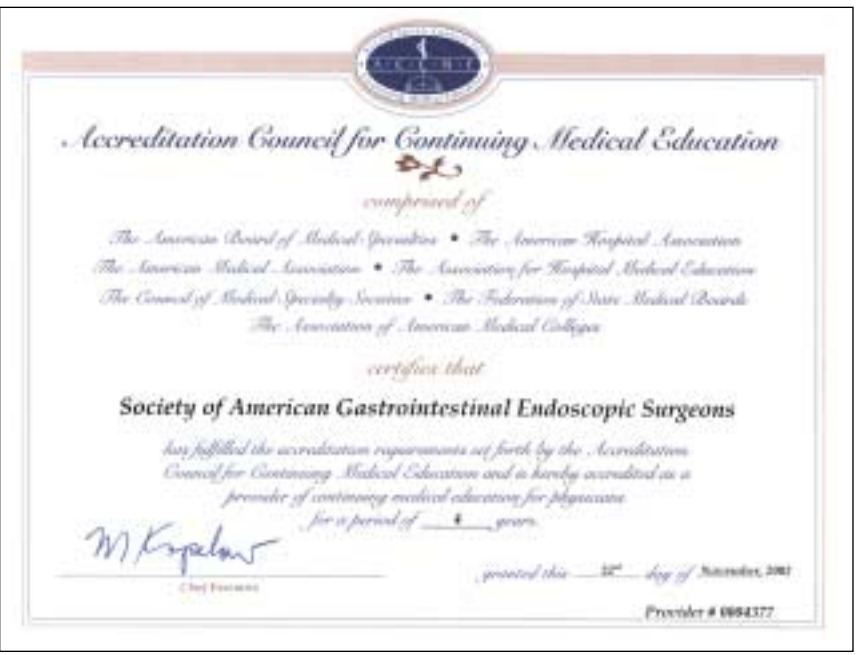 A C C M E
Accreditation Council for Continuing Medical Education
comprised of
The American Board of Medical Specialties • The American Hospital Association
The American Medical Association • The Association for Hospital Medical Education
The Council of Medical Specialty Societies • The Federation of State Medical Boards
The Association of American Medical Colleges
certifies that
Society of American Gastrointestinal Endoscopic Surgeons
has fulfilled the accreditation requirements set forth by the Accreditation
Council for Continuing Medical Education and is hereby accredited as a
provider of continuing medical education for physicians
for a period of years.
M Kopelow
Chief Executive
granted this day of November,
Provider # 0004377